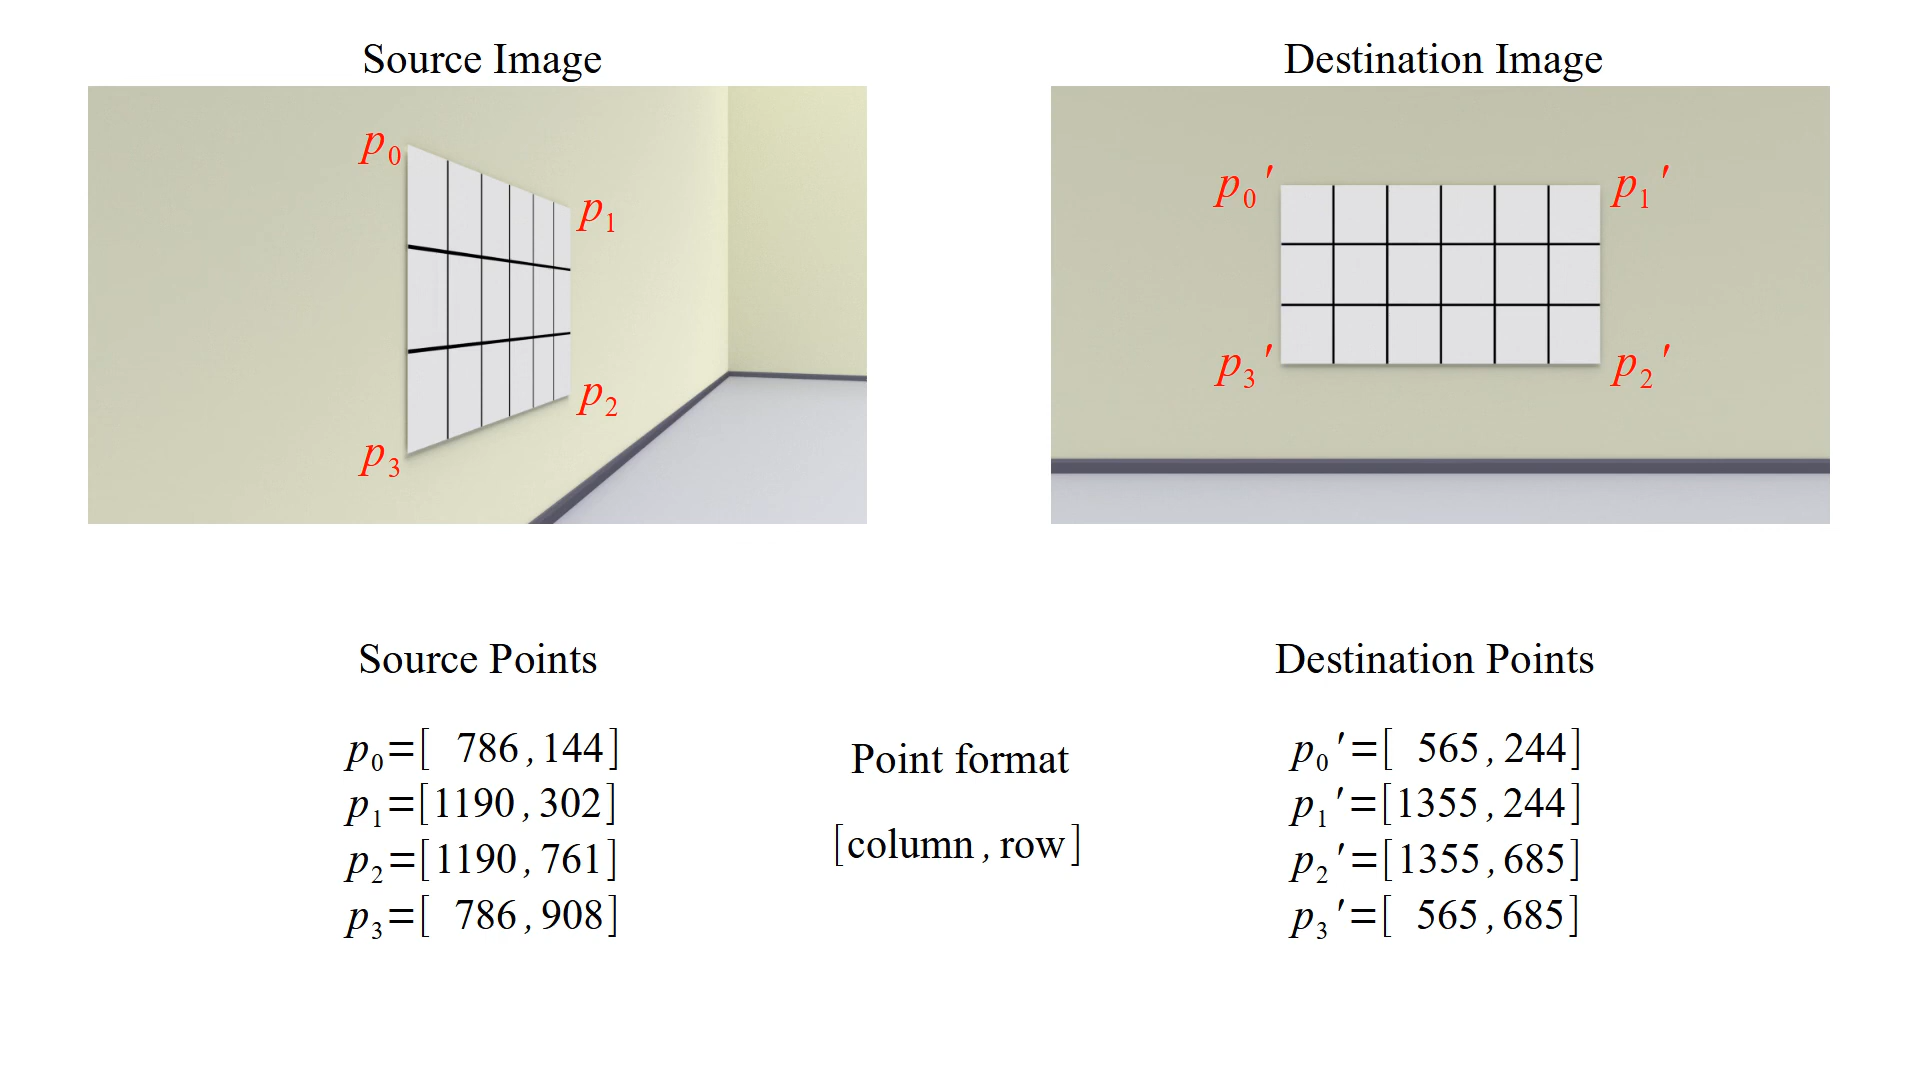 Source Image
Destination Image
p0
p1
p2
p3
p0′
p1′
p2′
p3′
Source Points
p0=[ 786,144]
p1=[1190,302]
p2=[1190,761]
p3=[ 786,908]
Point format
[column,row]
Destination Points
p0′=[ 565,244]
p1′=[1355,244]
p2′=[1355,685]
p3′=[ 565,685]